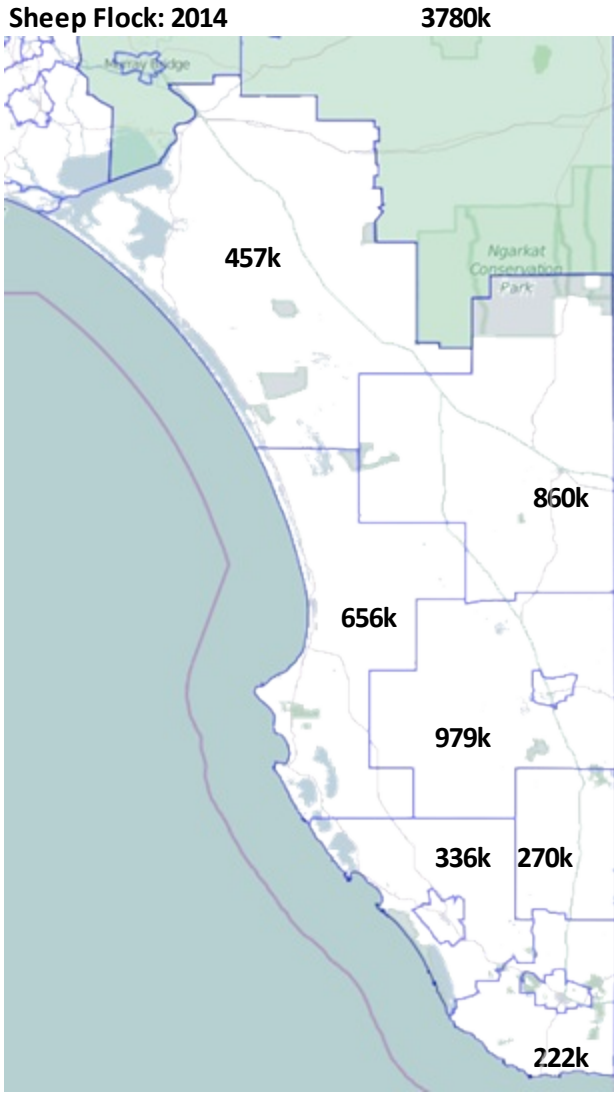 Sheep Flock: 2014 3780k
Murray Bridge
Ngarkat
Conservation
Park
457k
860k
656k
979k
336k 270k
222k